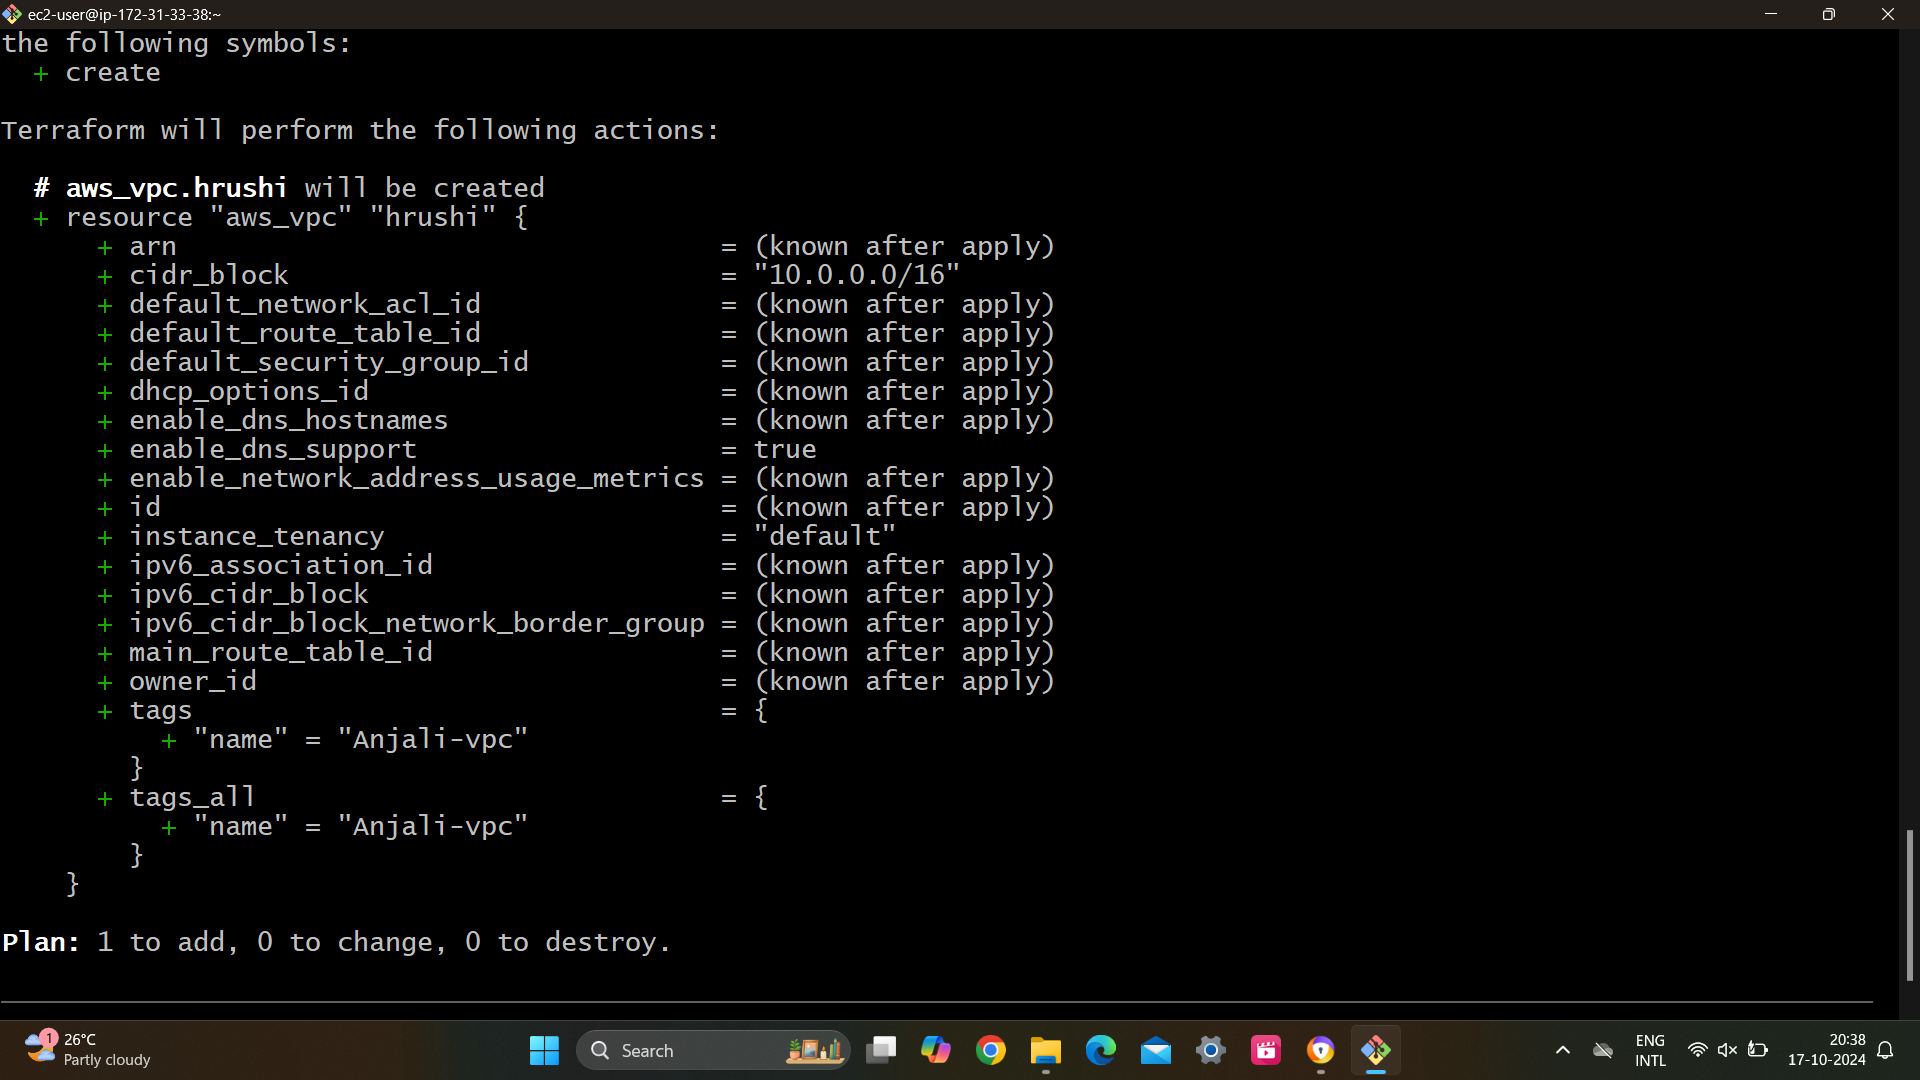 ec2-user@ip-172-31-33-38:~
the following symbols:
  + create

Terraform will perform the following actions:

  # aws_vpc.hrushi will be created
  + resource "aws_vpc" "hrushi" {
      + arn                                  = (known after apply)
      + cidr_block                           = "10.0.0.0/16"
      + default_network_acl_id               = (known after apply)
      + default_route_table_id               = (known after apply)
      + default_security_group_id            = (known after apply)
      + dhcp_options_id                      = (known after apply)
      + enable_dns_hostnames                 = (known after apply)
      + enable_dns_support                   = true
      + enable_network_address_usage_metrics = (known after apply)
      + id                                   = (known after apply)
      + instance_tenancy                     = "default"
      + ipv6_association_id                  = (known after apply)
      + ipv6_cidr_block                      = (known after apply)
      + ipv6_cidr_block_network_border_group = (known after apply)
      + main_route_table_id                  = (known after apply)
      + owner_id                             = (known after apply)
      + tags                                 = {
          + "name" = "Anjali-vpc"
        }
      + tags_all                             = {
          + "name" = "Anjali-vpc"
        }
    }

Plan: 1 to add, 0 to change, 0 to destroy.
1
26°C
Partly cloudy
Search
ENG
INTL
20:38
17-10-2024